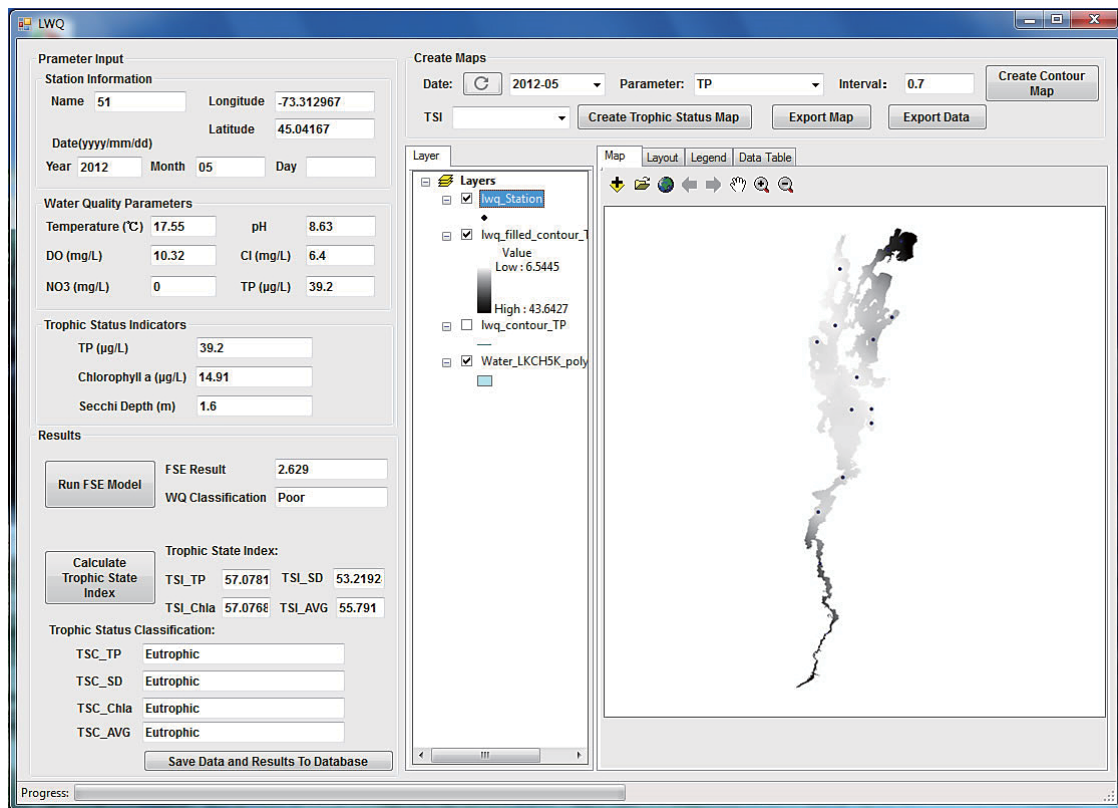 LWQ
Prameter Input
Station Information
Name 51 Longitude -73.312967
Latitude 45.04167
Date(yyyy/mm/dd)
Year 2012 Month 05 Day
Water Quality Parameters
Temperature (℃) 17.55 pH 8.63
DO (mg/L) 10.32 Cl (mg/L) 6.4
NO3 (mg/L) 0 TP (µg/L) 39.2
Trophic Status Indicators
TP (µg/L) 39.2
Chlorophyll a (µg/L) 14.91
Secchi Depth (m) 1.6
Results
Run FSE Model
FSE Result 2.629
WQ Classification Poor
Calculate Trophic State Index
Trophic State Index:
TSI_TP 57.0781 TSI_SD 53.2192
TSI_Chla 57.0768 TSI_AVG 55.791
Trophic Status Classification:
TSC_TP Eutrophic
TSC_SD Eutrophic
TSC_Chla Eutrophic
TSC_AVG Eutrophic
Save Data and Results To Database
Create Maps
Date: 2012-05 Parameter: TP Interval: 0.7 Create Contour Map
TSI Create Trophic Status Map Export Map Export Data
Layer
Layers
lwq_Station
lwq_filled_contour_T
Value
Low : 6.5445
High : 43.6427
lwq_contour_TP
Water_LKCH5K_poly
Map Layout Legend Data Table
Progress: